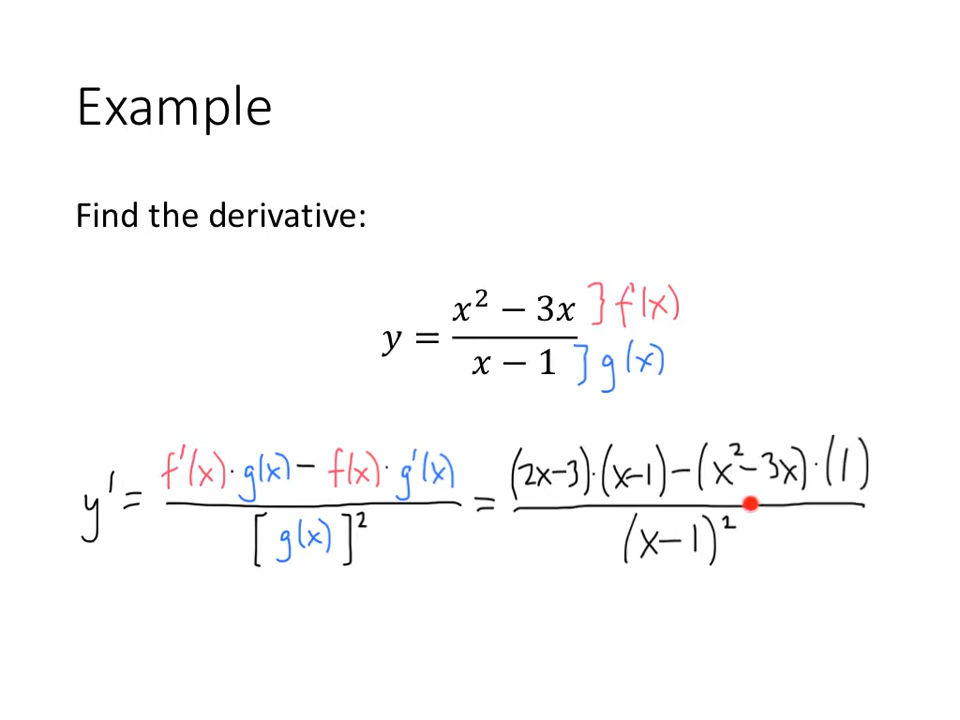 Example
Find the derivative:
y = (x² − 3x)/(x − 1) ] f(x) ] g(x)
y' = (f'(x) · g(x) − f(x) · g'(x))/[g(x)]² = ((2x−3)·(x−1)−(x²−3x)·(1))/(x−1)²